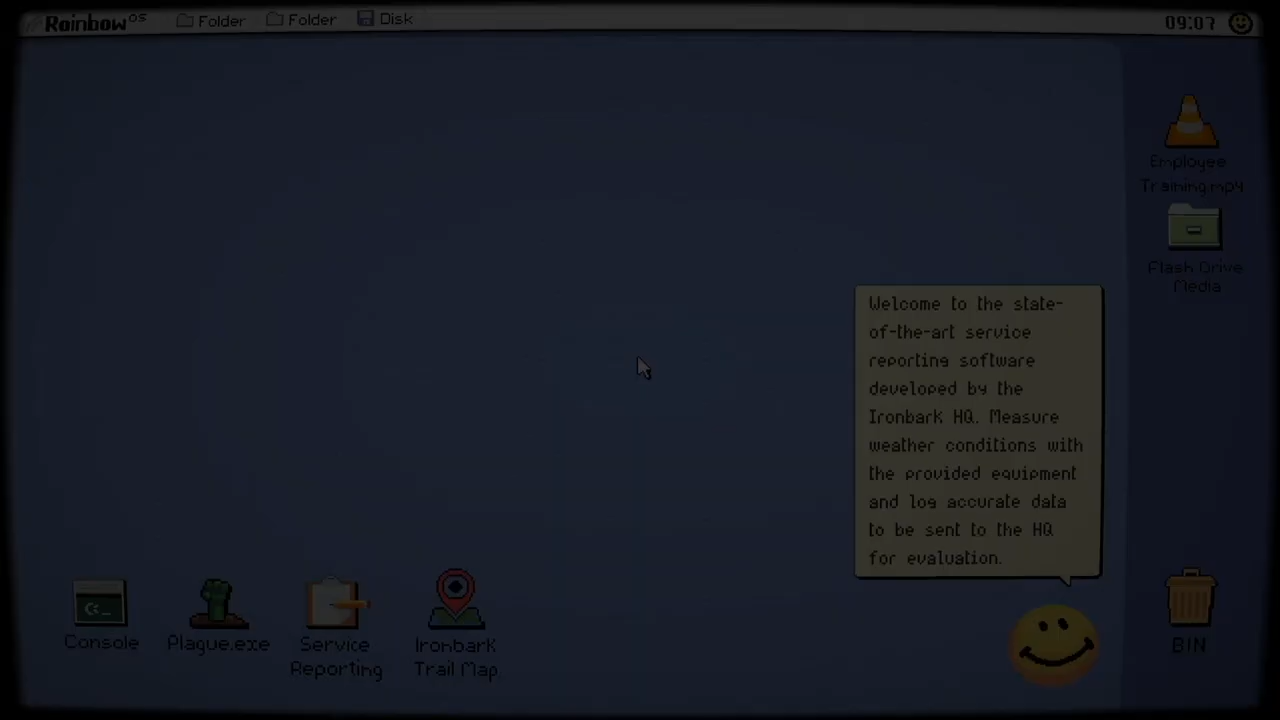 Rainbow OS
Folder
Folder
Disk
09:07
Employee
Training.mp4
Flash Drive
Media
Welcome to the state-
of-the-art service
reporting software
developed by the
Ironbark HQ. Measure
weather conditions with
the provided equipment
and log accurate data
to be sent to the HQ
for evaluation.
C:_
Console
Plague.exe
Service
Reporting
Ironbark
Trail Map
BIN